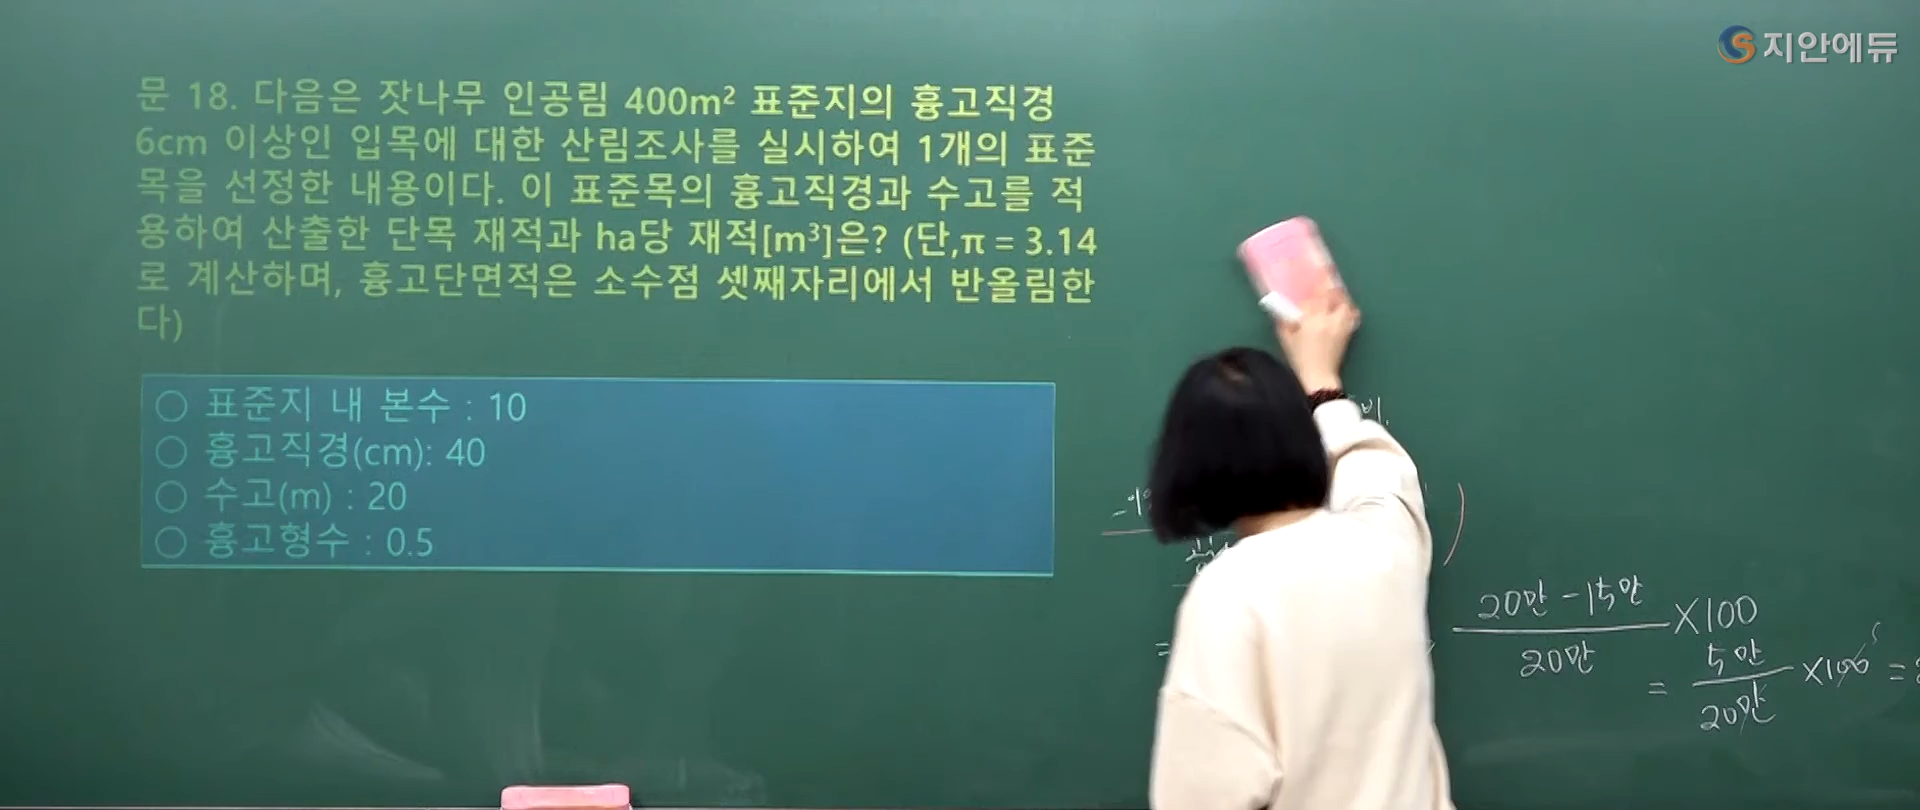 지안에듀
문 18. 다음은 잣나무 인공림 400m² 표준지의 흉고직경
6cm 이상인 입목에 대한 산림조사를 실시하여 1개의 표준
목을 선정한 내용이다. 이 표준목의 흉고직경과 수고를 적
용하여 산출한 단목 재적과 ha당 재적[m³]은? (단,π = 3.14
로 계산하며, 흉고단면적은 소수점 셋째자리에서 반올림한
다)
○ 표준지 내 본수 : 10
○ 흉고직경(cm): 40
○ 수고(m) : 20
○ 흉고형수 : 0.5
20만 - 15만
20만
×100
= 5만
20만
×100 =